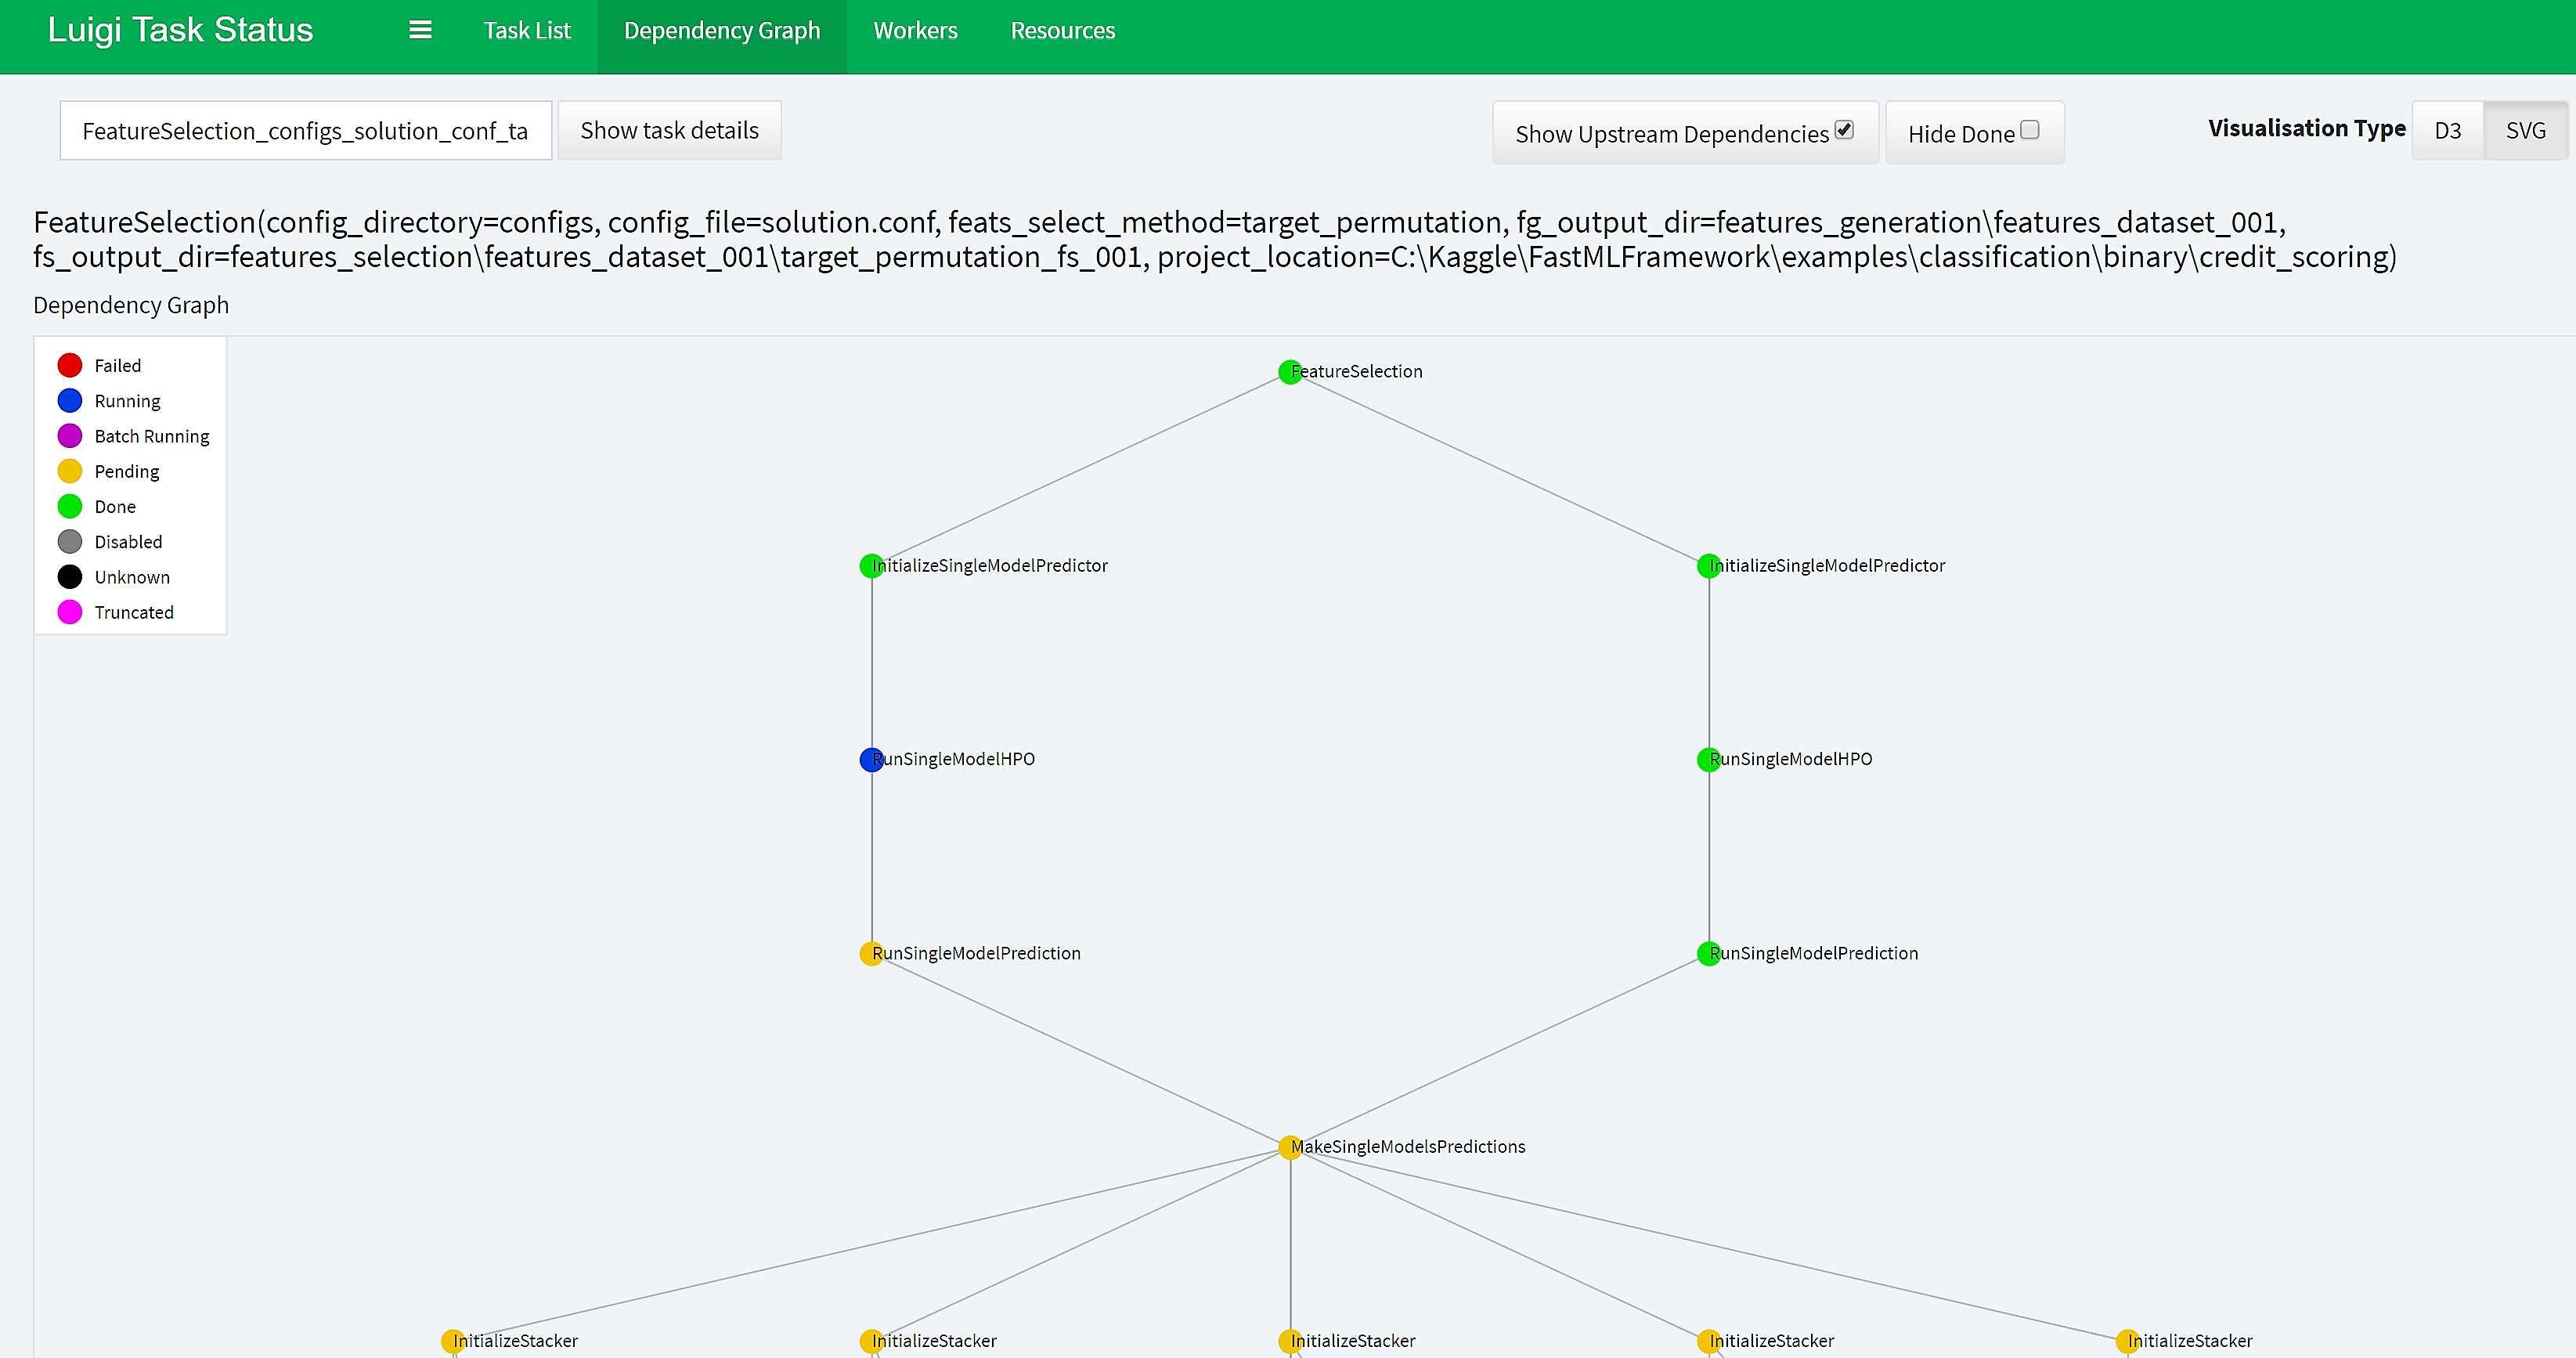 Luigi Task Status Task List Dependency Graph Workers Resources
FeatureSelection_configs_solution_conf_ta Show task details Show Upstream Dependencies Hide Done Visualisation Type D3 SVG
FeatureSelection(config_directory=configs, config_file=solution.conf, feats_select_method=target_permutation, fg_output_dir=features_generation\features_dataset_001,
fs_output_dir=features_selection\features_dataset_001\target_permutation_fs_001, project_location=C:\Kaggle\FastMLFramework\examples\classification\binary\credit_scoring)
Dependency Graph
Failed
Running
Batch Running
Pending
Done
Disabled
Unknown
Truncated
FeatureSelection
InitializeSingleModelPredictor InitializeSingleModelPredictor
RunSingleModelHPO RunSingleModelHPO
RunSingleModelPrediction RunSingleModelPrediction
MakeSingleModelsPredictions
InitializeStacker InitializeStacker InitializeStacker InitializeStacker InitializeStacker